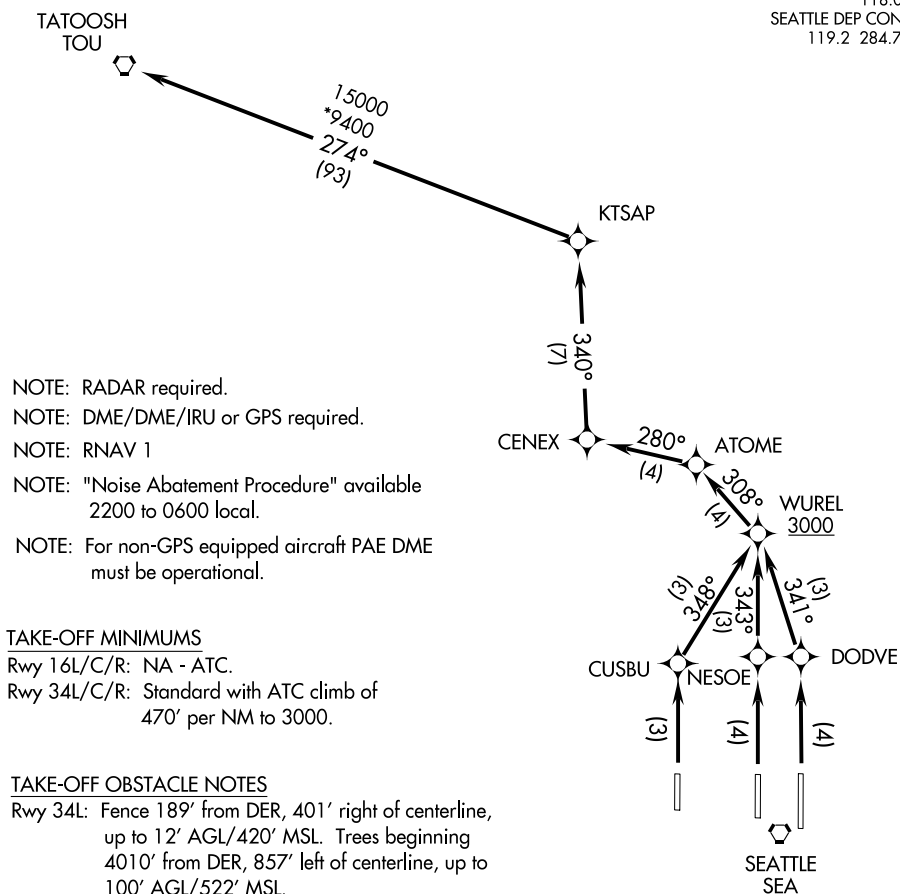 118.0
SEATTLE DEP CON
119.2 284.7
TATOOSH
TOU
15000
*9400
274°
(93)
KTSAP
340°
(7)
CENEX
280°
(4)
ATOME
308°
(4)
WUREL
3000
(3)
348°
343°
(3)
(3)
341°
CUSBU
NESOE
DODVE
(3)
(4)
(4)
SEATTLE
SEA
NOTE: RADAR required.
NOTE: DME/DME/IRU or GPS required.
NOTE: RNAV 1
NOTE: "Noise Abatement Procedure" available
2200 to 0600 local.
NOTE: For non-GPS equipped aircraft PAE DME
must be operational.
TAKE-OFF MINIMUMS
Rwy 16L/C/R: NA - ATC.
Rwy 34L/C/R: Standard with ATC climb of
470' per NM to 3000.
TAKE-OFF OBSTACLE NOTES
Rwy 34L: Fence 189' from DER, 401' right of centerline,
up to 12' AGL/420' MSL. Trees beginning
4010' from DER, 857' left of centerline, up to
100' AGL/522' MSL.